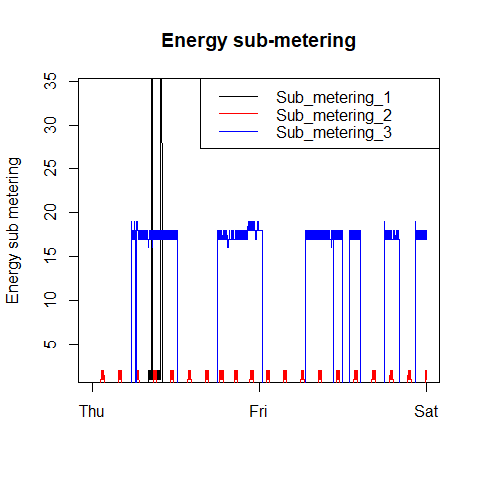 Energy sub-metering
Energy sub metering
35
30
25
20
15
10
5
Sub_metering_1
Sub_metering_2
Sub_metering_3
Thu
Fri
Sat